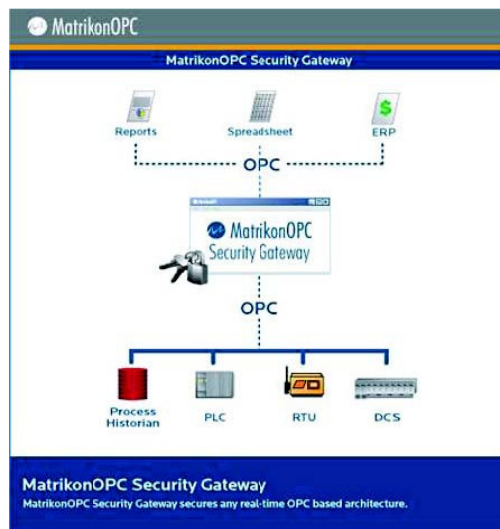 MatrikonOPC
MatrikonOPC Security Gateway
Reports
Spreadsheet
ERP
OPC
MatrikonOPC
Security Gateway
OPC
Process
Historian
PLC
RTU
DCS
MatrikonOPC Security Gateway
MatrikonOPC Security Gateway secures any real-time OPC based architecture.